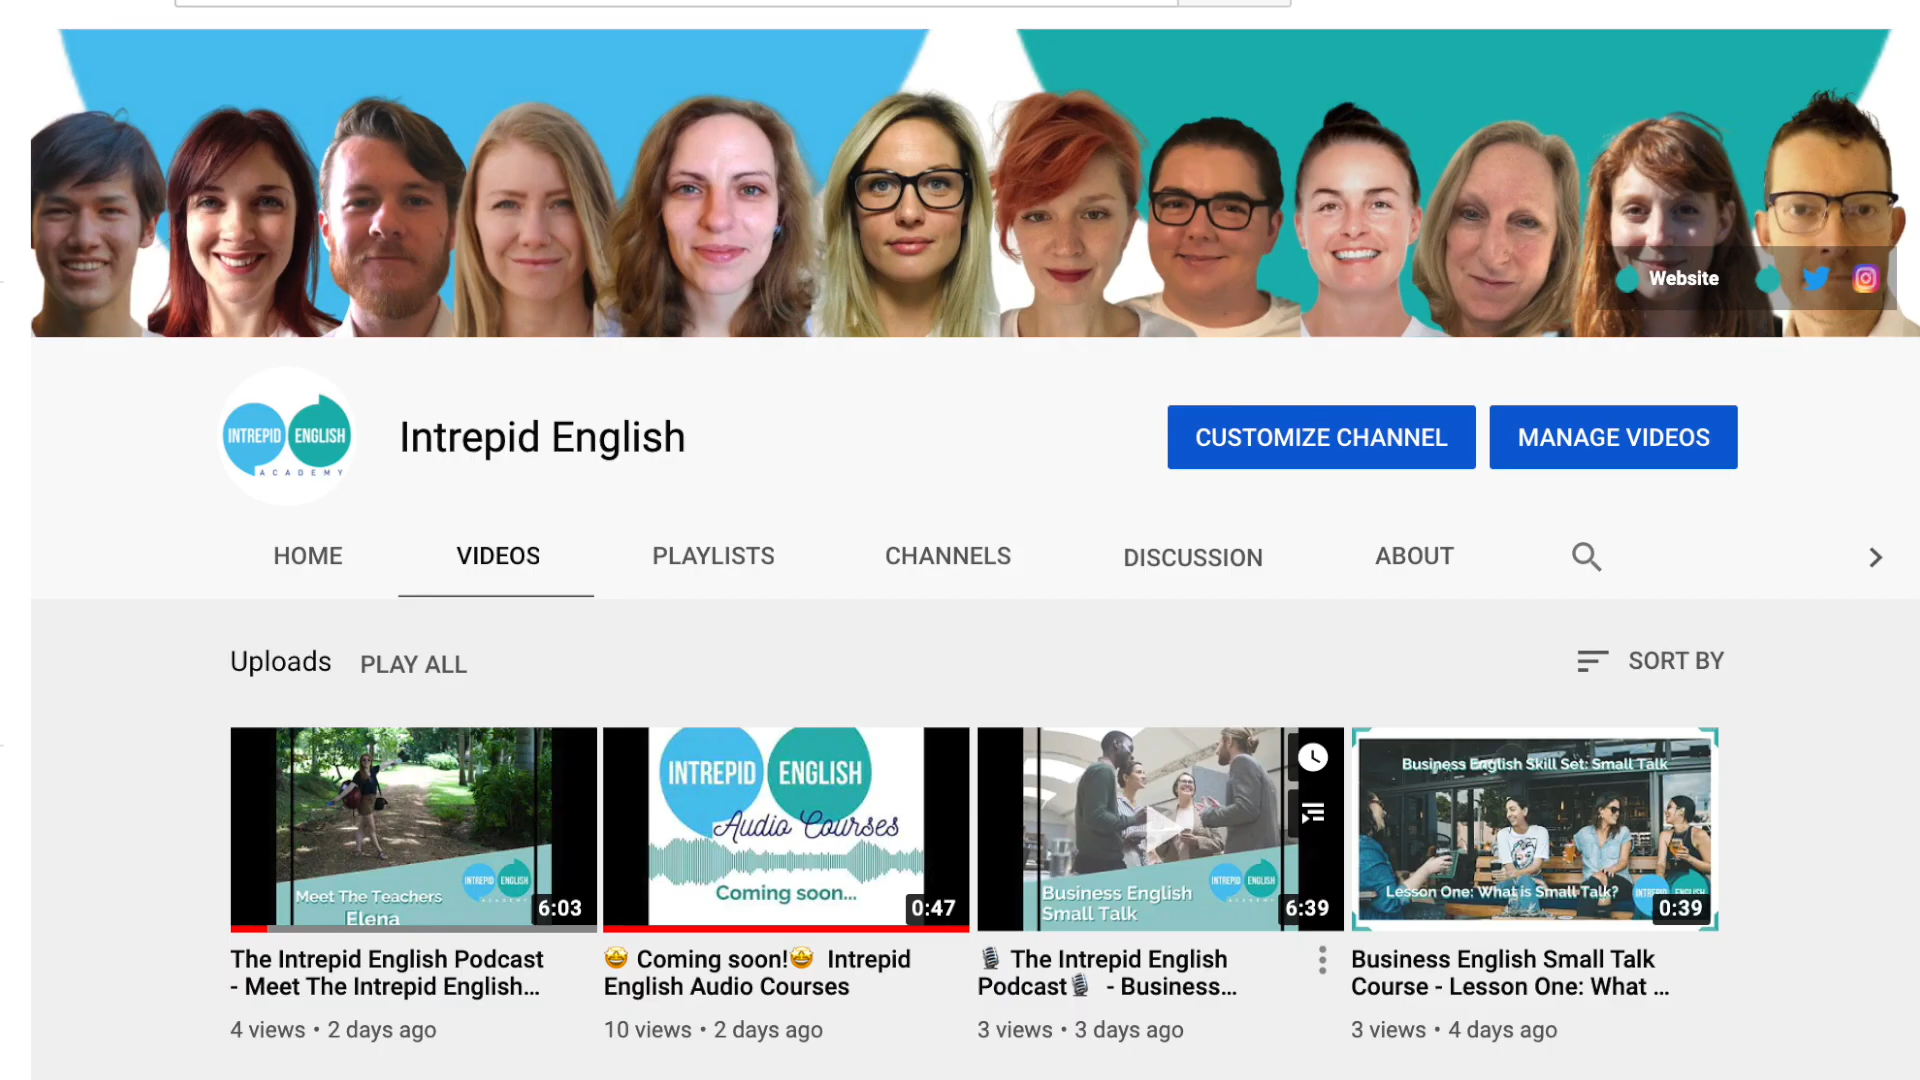 Website
INTREPID ENGLISH
ACADEMY
Intrepid English
CUSTOMIZE CHANNEL
MANAGE VIDEOS
HOME
VIDEOS
PLAYLISTS
CHANNELS
DISCUSSION
ABOUT
Uploads
PLAY ALL
SORT BY
INTREPID ENGLISH
Meet The Teachers
Elena
6:03
The Intrepid English Podcast
- Meet The Intrepid English...
4 views • 2 days ago
INTREPID ENGLISH
Audio Courses
Coming soon...
0:47
🤩 Coming soon!🤩 Intrepid
English Audio Courses
10 views • 2 days ago
INTREPID ENGLISH
ACADEMY
Business English
Small Talk
6:39
🎙️ The Intrepid English
Podcast🎙️ - Business...
3 views • 3 days ago
Business English Skill Set: Small Talk
Lesson One: What is Small Talk?
0:39
Business English Small Talk
Course - Lesson One: What ...
3 views • 4 days ago